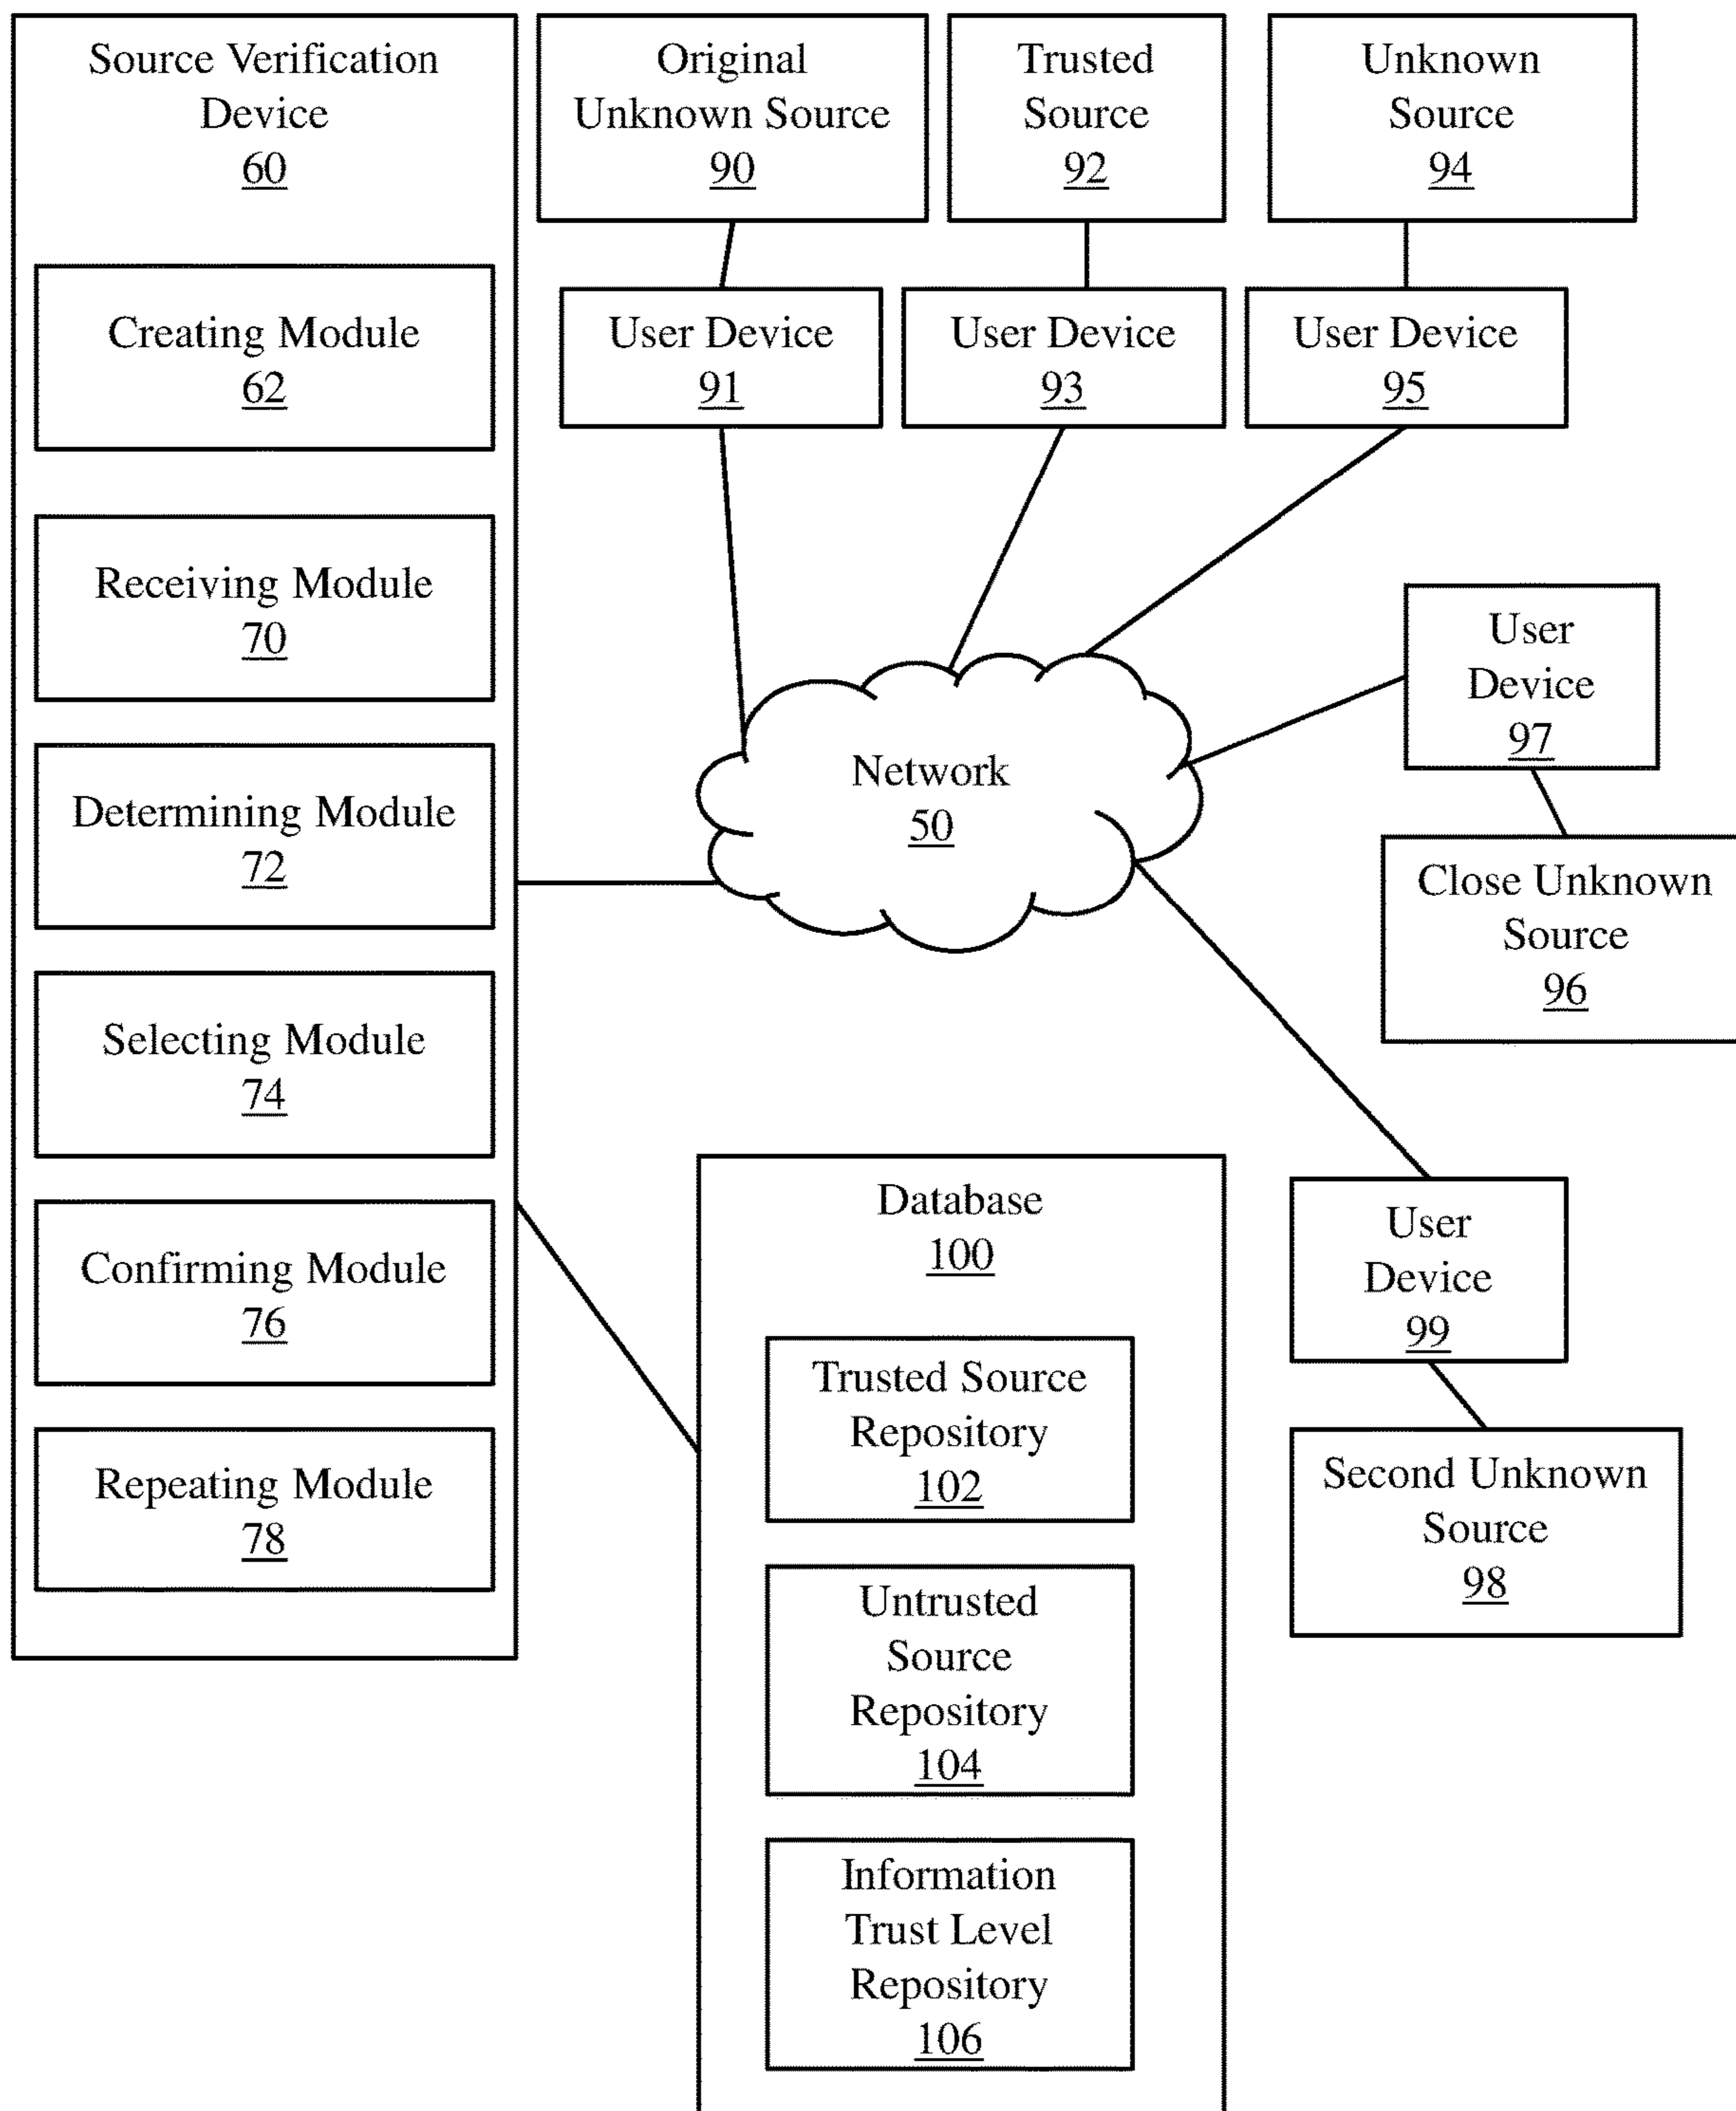 Source Verification
Device
60
Creating Module
62
Receiving Module
70
Determining Module
72
Selecting Module
74
Confirming Module
76
Repeating Module
78
Original
Unknown Source
90
Trusted
Source
92
Unknown
Source
94
User Device
91
User Device
93
User Device
95
Network
50
User
Device
97
Close Unknown
Source
96
User
Device
99
Second Unknown
Source
98
Database
100
Trusted Source
Repository
102
Untrusted
Source
Repository
104
Information
Trust Level
Repository
106